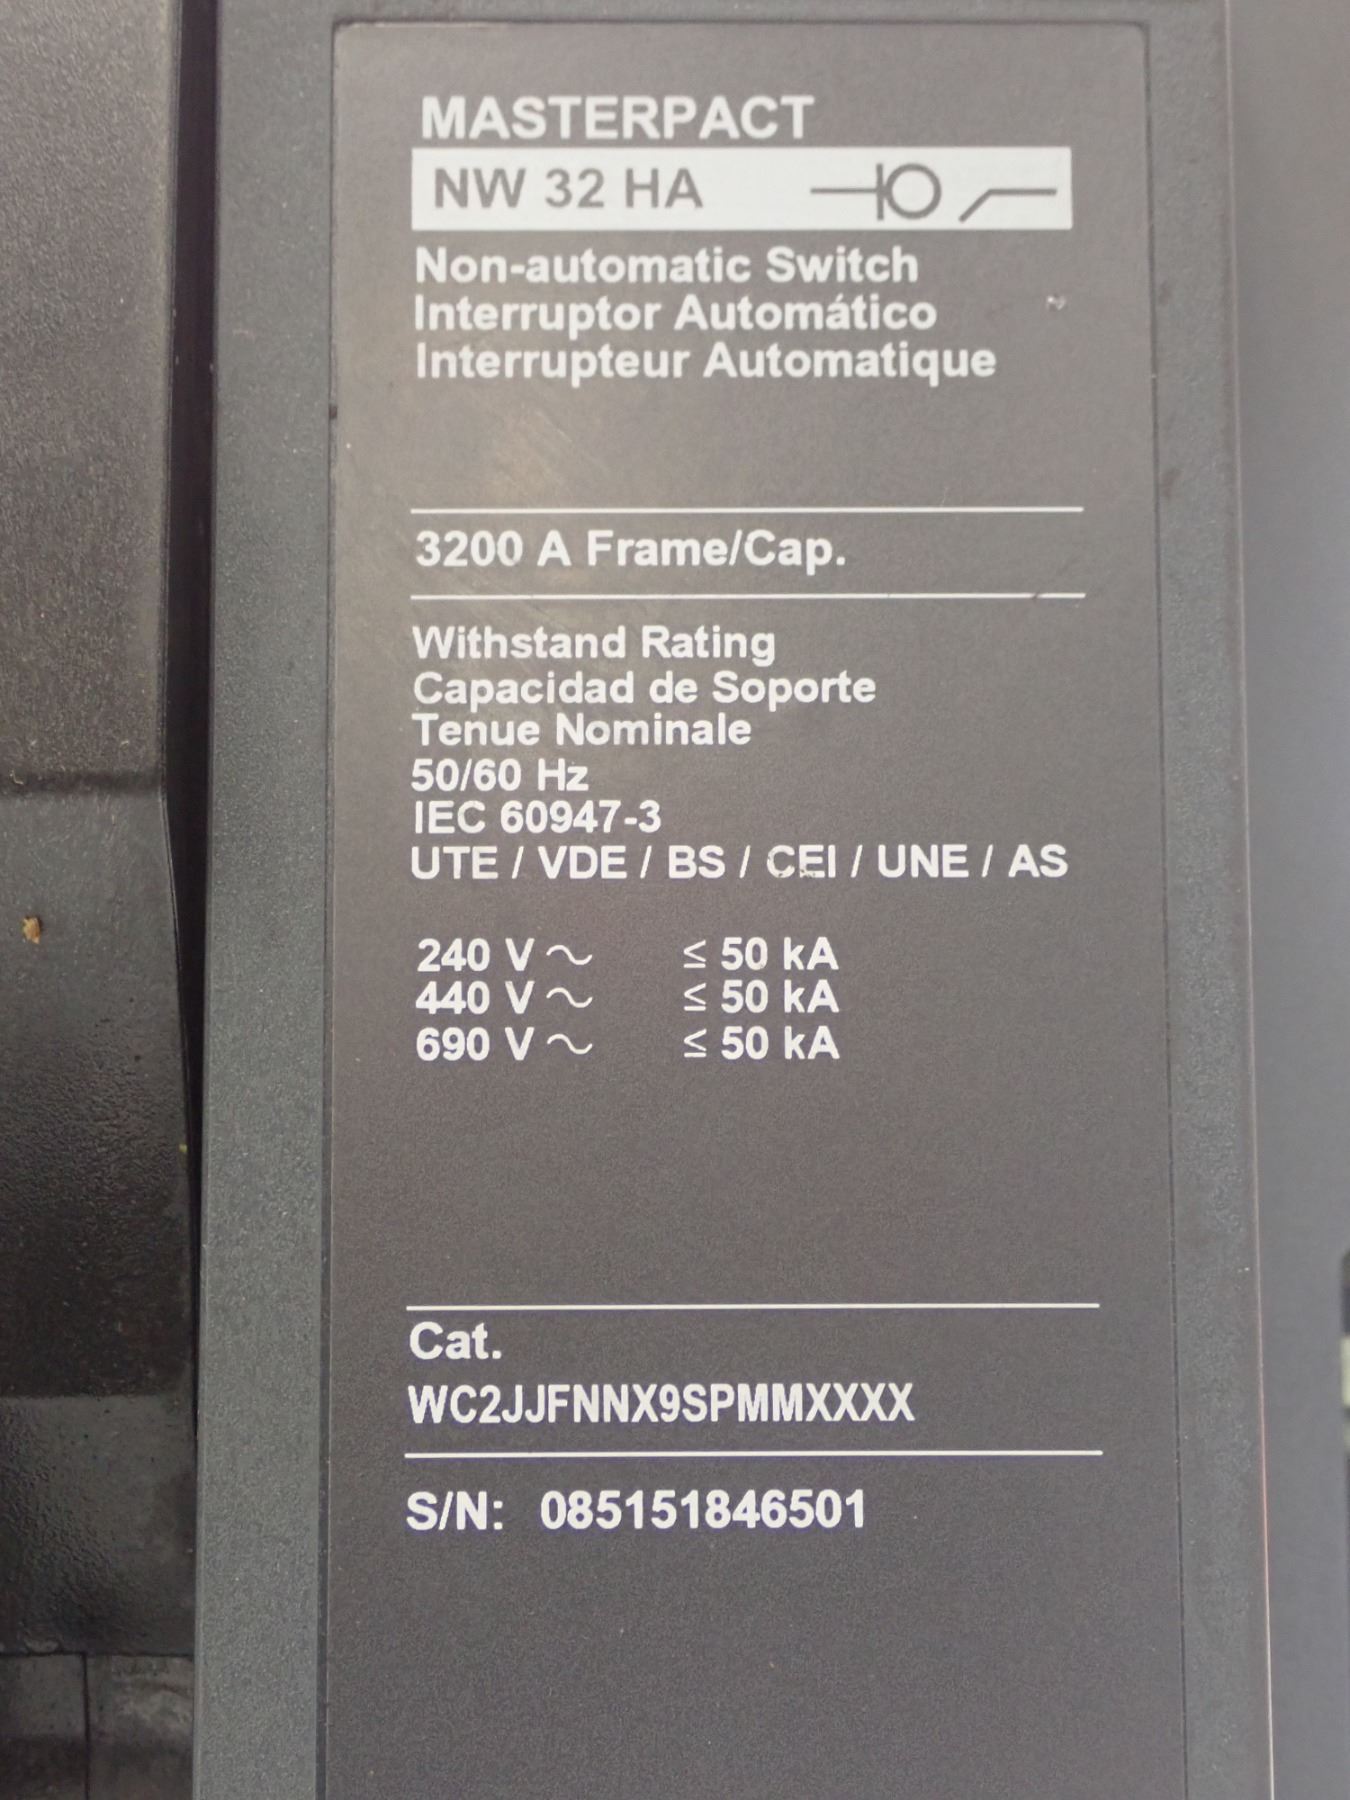 MASTERPACT
NW 32 HA
Non-automatic Switch
Interruptor Automático
Interrupteur Automatique
3200 A Frame/Cap.
Withstand Rating
Capacidad de Soporte
Tenue Nominale
50/60 Hz
IEC 60947-3
UTE / VDE / BS / CEI / UNE / AS
240 V ~ ≤ 50 kA
440 V ~ ≤ 50 kA
690 V ~ ≤ 50 kA
Cat.
WC2JJFNNX9SPMMXXXX
S/N: 085151846501